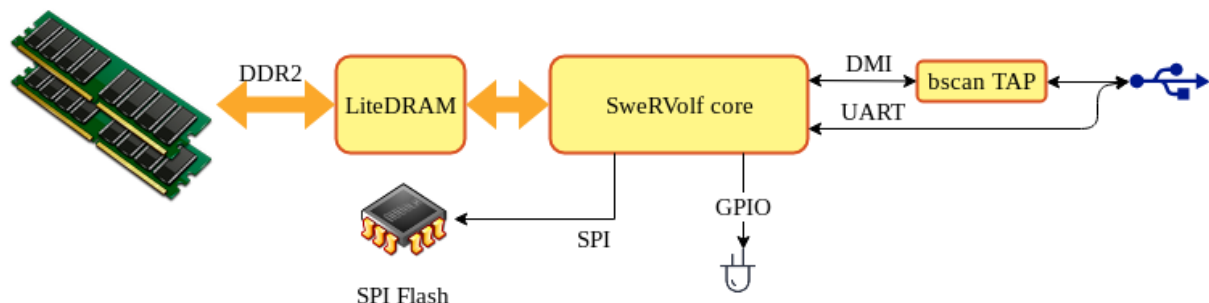 DDR2
LiteDRAM
SweRVolf core
DMI
bscan TAP
UART
GPIO
SPI
SPI Flash